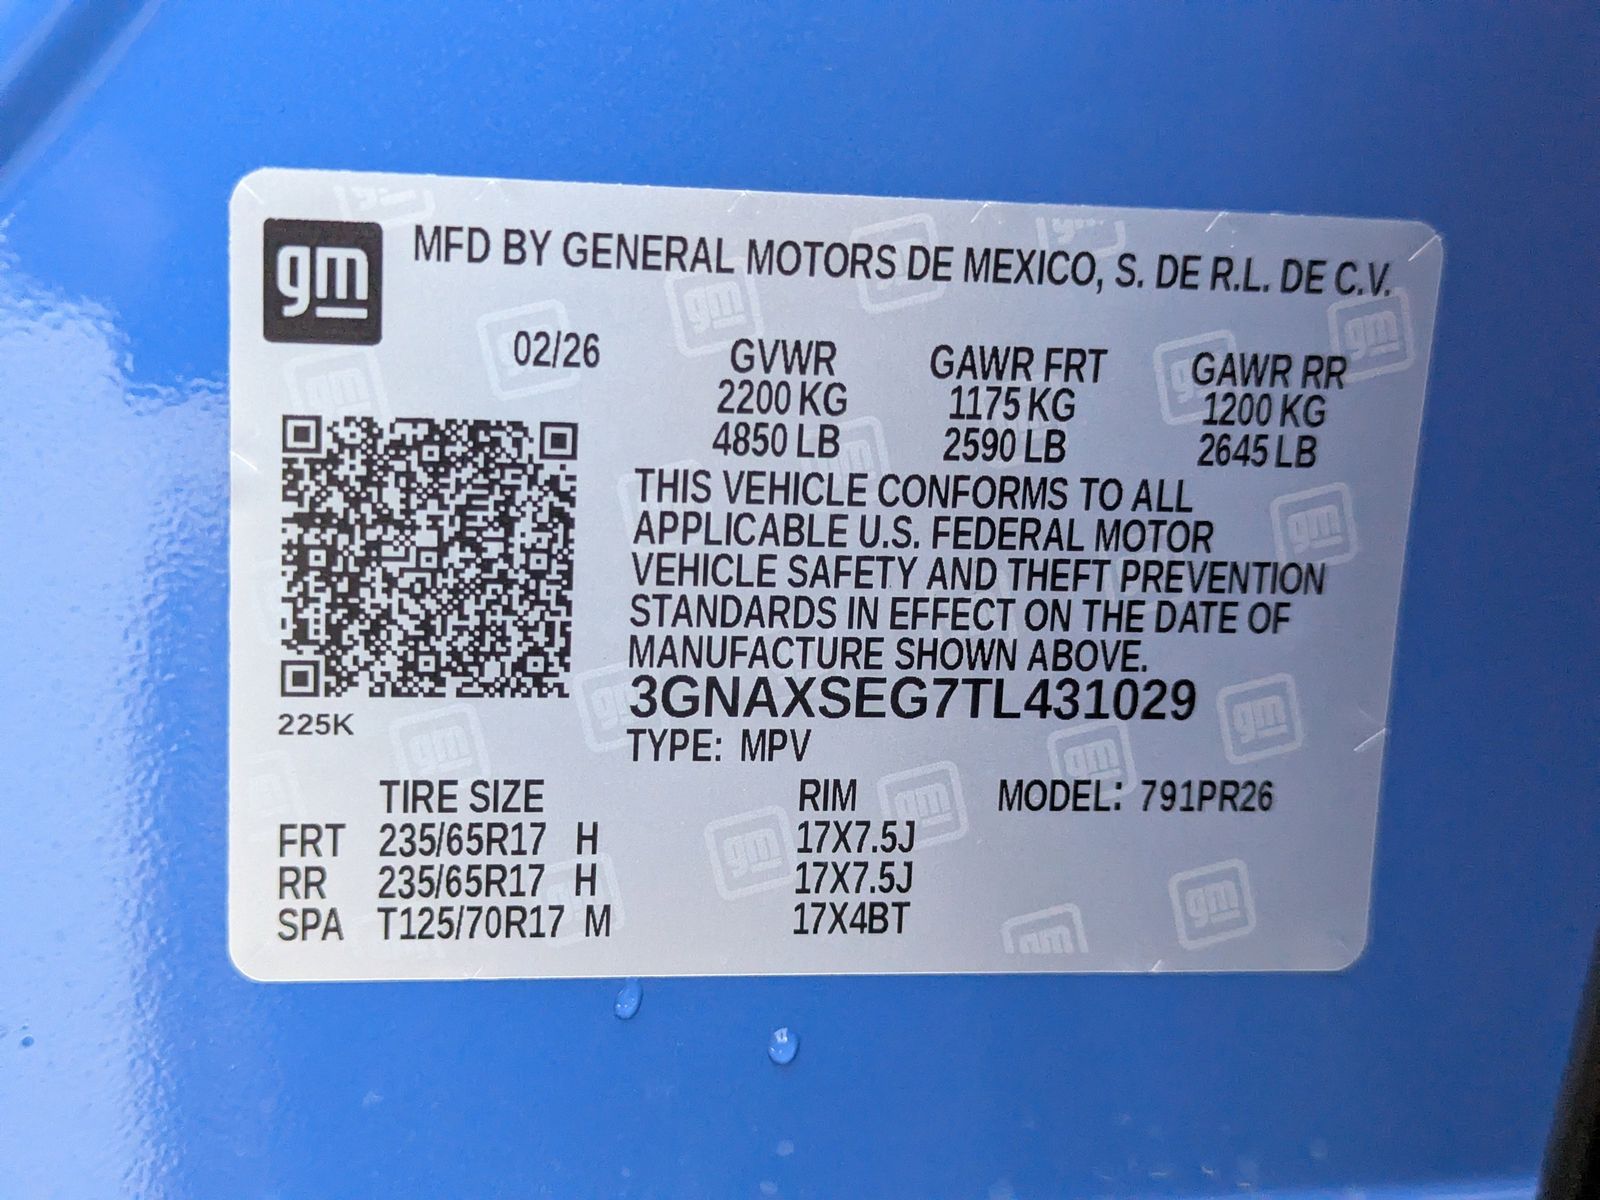 gm
MFD BY GENERAL MOTORS DE MEXICO, S. DE R.L. DE C.V.
02/26
GVWR GAWR FRT GAWR RR
2200 KG 1175 KG 1200 KG
4850 LB 2590 LB 2645 LB
THIS VEHICLE CONFORMS TO ALL
APPLICABLE U.S. FEDERAL MOTOR
VEHICLE SAFETY AND THEFT PREVENTION
STANDARDS IN EFFECT ON THE DATE OF
MANUFACTURE SHOWN ABOVE.
3GNAXSEG7TL431029
225K
TYPE: MPV
TIRE SIZE RIM MODEL: 791PR26
FRT 235/65R17 H 17X7.5J
RR 235/65R17 H 17X7.5J
SPA T125/70R17 M 17X4BT